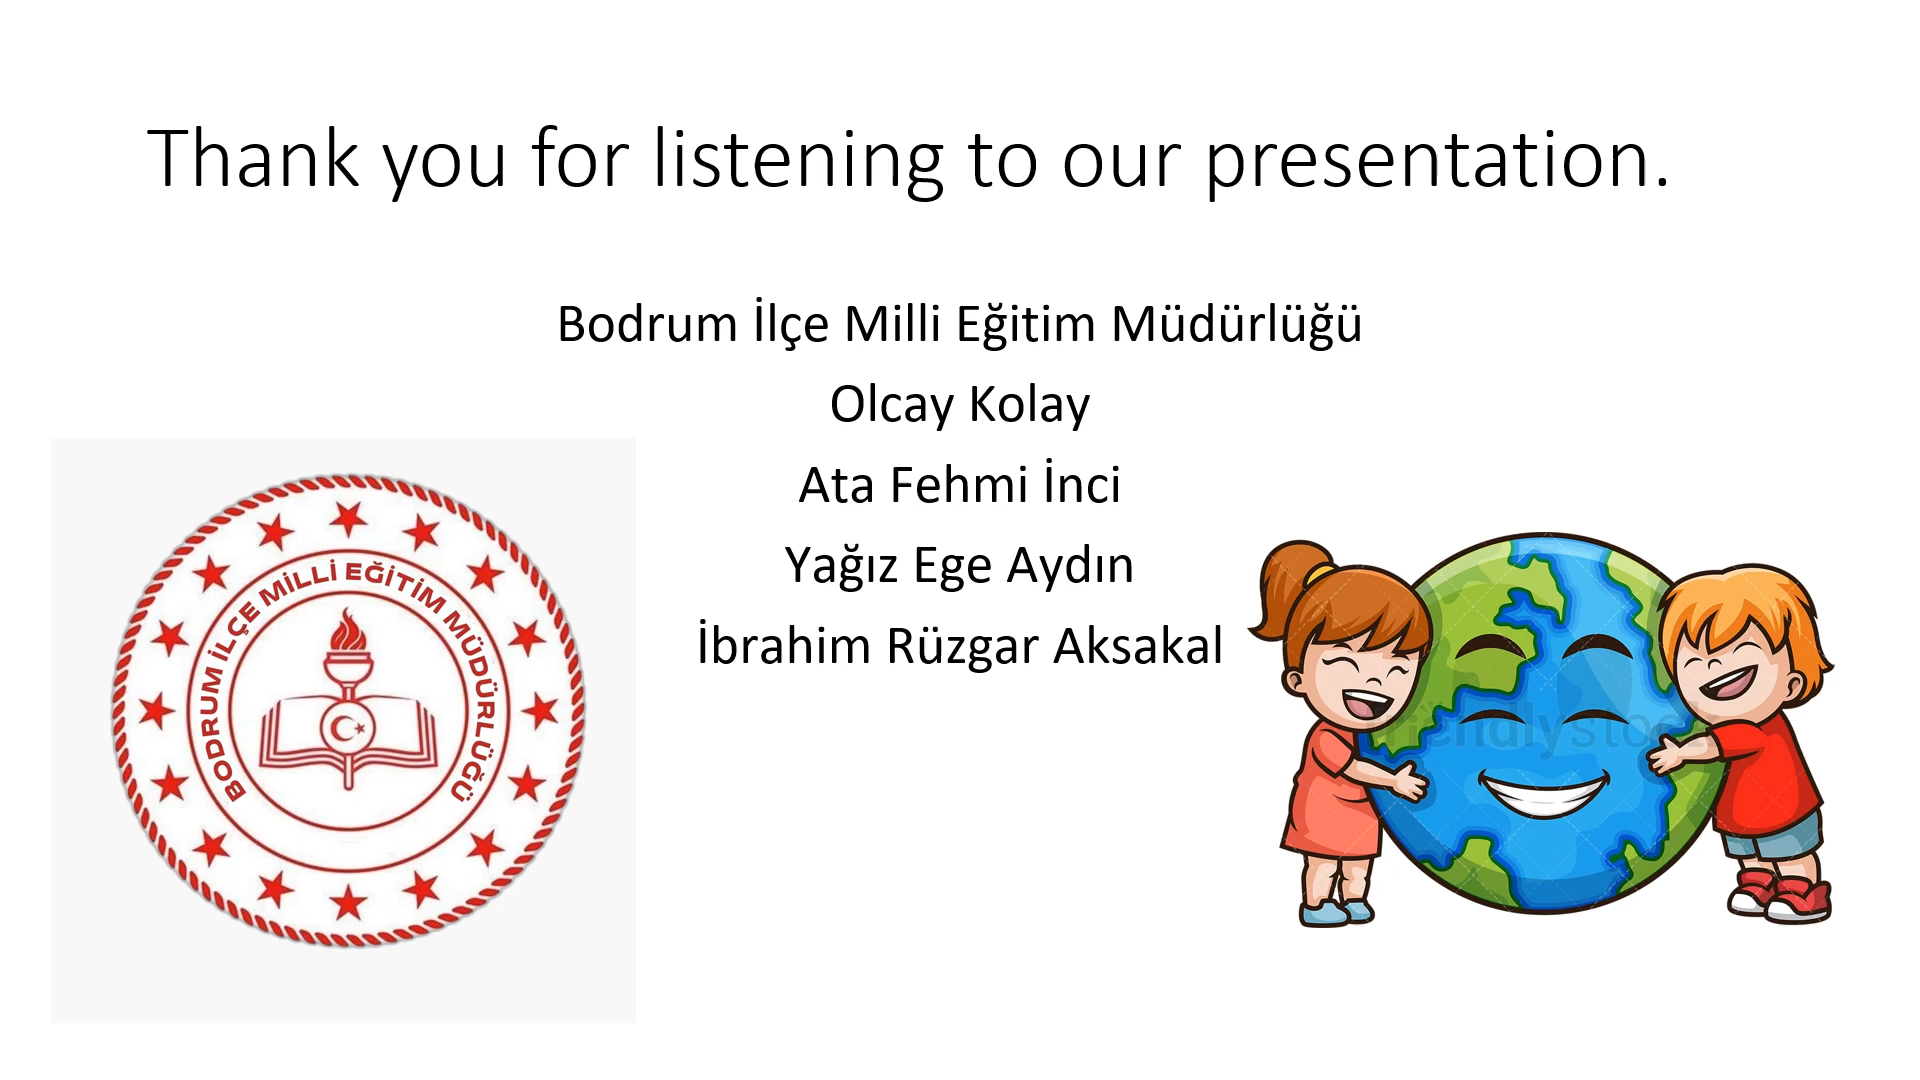 Thank you for listening to our presentation.
Bodrum İlçe Milli Eğitim Müdürlüğü
Olcay Kolay
Ata Fehmi İnci
Yağız Ege Aydın
İbrahim Rüzgar Aksakal
BODRUM İLÇE MİLLİ EĞİTİM MÜDÜRLÜĞÜ
friendlystock